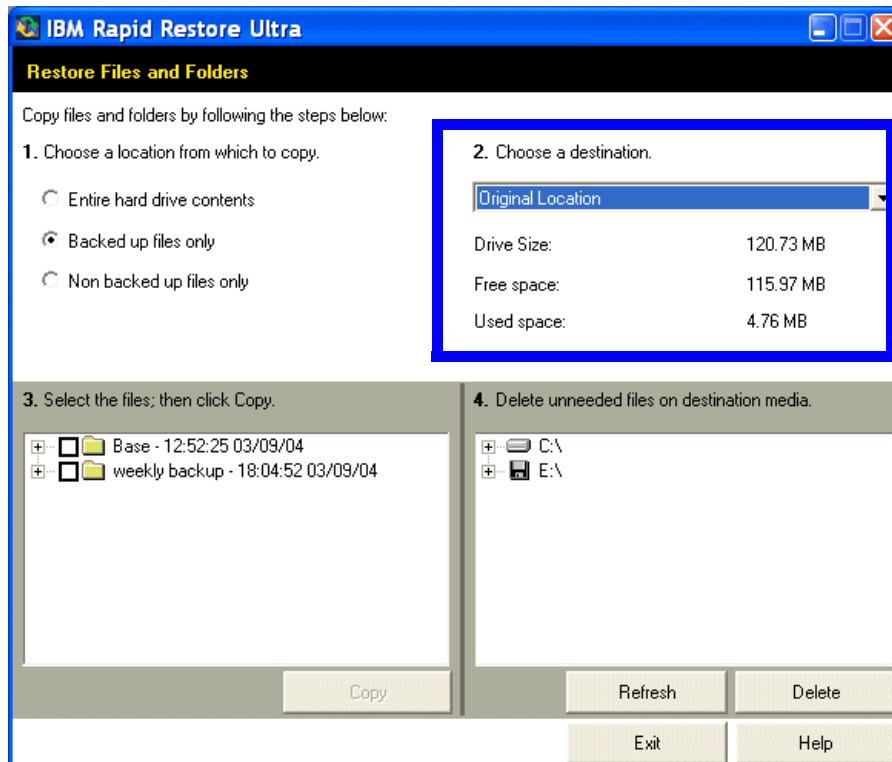 IBM Rapid Restore Ultra
Restore Files and Folders
Copy files and folders by following the steps below:
1. Choose a location from which to copy.
Entire hard drive contents
Backed up files only
Non backed up files only
2. Choose a destination.
Original Location
Drive Size: 120.73 MB
Free space: 115.97 MB
Used space: 4.76 MB
3. Select the files; then click Copy.
Base - 12:52:25 03/09/04
weekly backup - 18:04:52 03/09/04
Copy
4. Delete unneeded files on destination media.
C:\
E:\
Refresh Delete
Exit Help